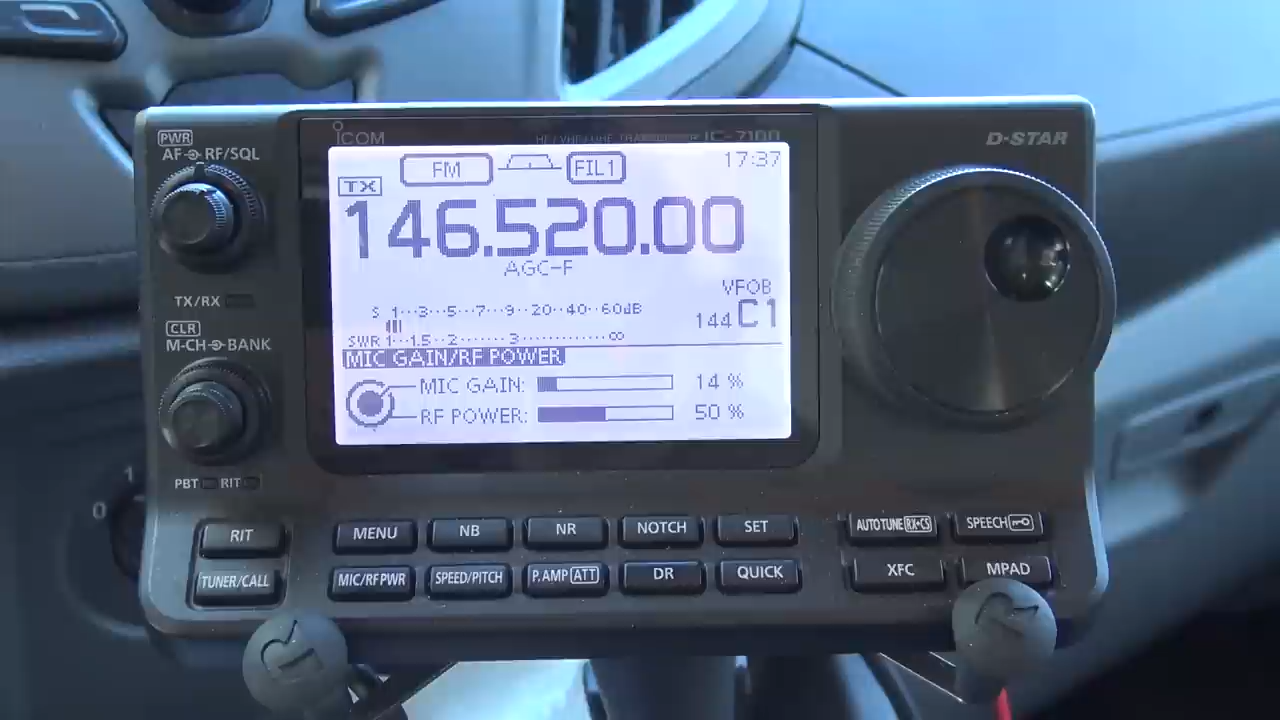 PWR
AF RF/SQL
ICOM
HF/VHF/UHF TRANSCEIVER IC-7100
D-STAR
FM
FIL1
17:37
TX
146.520.00
AGC-F
TX/RX
VFOB
S 1···3···5···7···9··20··40··60dB
144 C1
CLR
M-CH BANK
SWR 1···1.5··2······3··········∞
MIC GAIN/RF POWER
MIC GAIN: 14 %
RF POWER: 50 %
PBT RIT
1
0
RIT
MENU
NB
NR
NOTCH
SET
AUTO TUNE RX•CS
SPEECH
TUNER/CALL
MIC/RF PWR
SPEED/PITCH
P.AMP ATT
DR
QUICK
XFC
MPAD